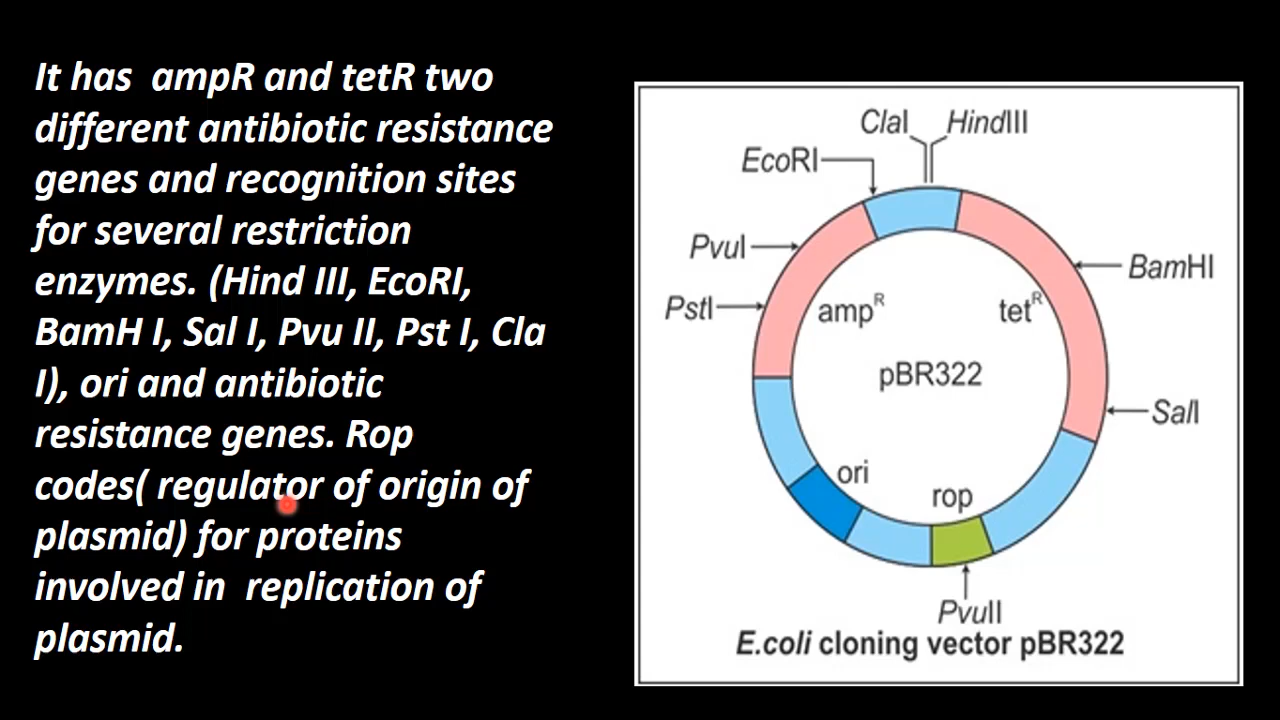 It has ampR and tetR two
different antibiotic resistance
genes and recognition sites
for several restriction
enzymes. (Hind III, EcoRI,
BamH I, Sal I, Pvu II, Pst I, Cla
I), ori and antibiotic
resistance genes. Rop
codes( regulator of origin of
plasmid) for proteins
involved in replication of
plasmid.
ClaI HindIII
EcoRI
PvuI
BamHI
PstI
ampR tetR
pBR322
SalI
ori
rop
PvuII
E.coli cloning vector pBR322